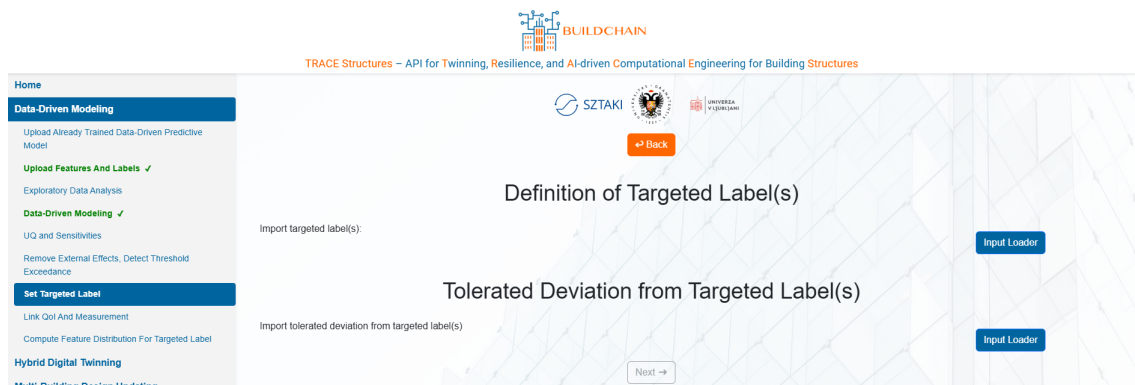 BUILDCHAIN
TRACE Structures – API for Twinning, Resilience, and AI-driven Computational Engineering for Building Structures
Home
Data-Driven Modeling
Upload Already Trained Data-Driven Predictive
Model
Upload Features And Labels ✓
Exploratory Data Analysis
Data-Driven Modeling ✓
UQ and Sensitivities
Remove External Effects, Detect Threshold
Exceedance
Set Targeted Label
Link QoI And Measurement
Compute Feature Distribution For Targeted Label
Hybrid Digital Twinning
Multi-Building Design Updating
SZTAKI
UNIVERZA
V LJUBLJANI
↩ Back
Definition of Targeted Label(s)
Import targeted label(s):
Input Loader
Tolerated Deviation from Targeted Label(s)
Import tolerated deviation from targeted label(s)
Input Loader
Next →